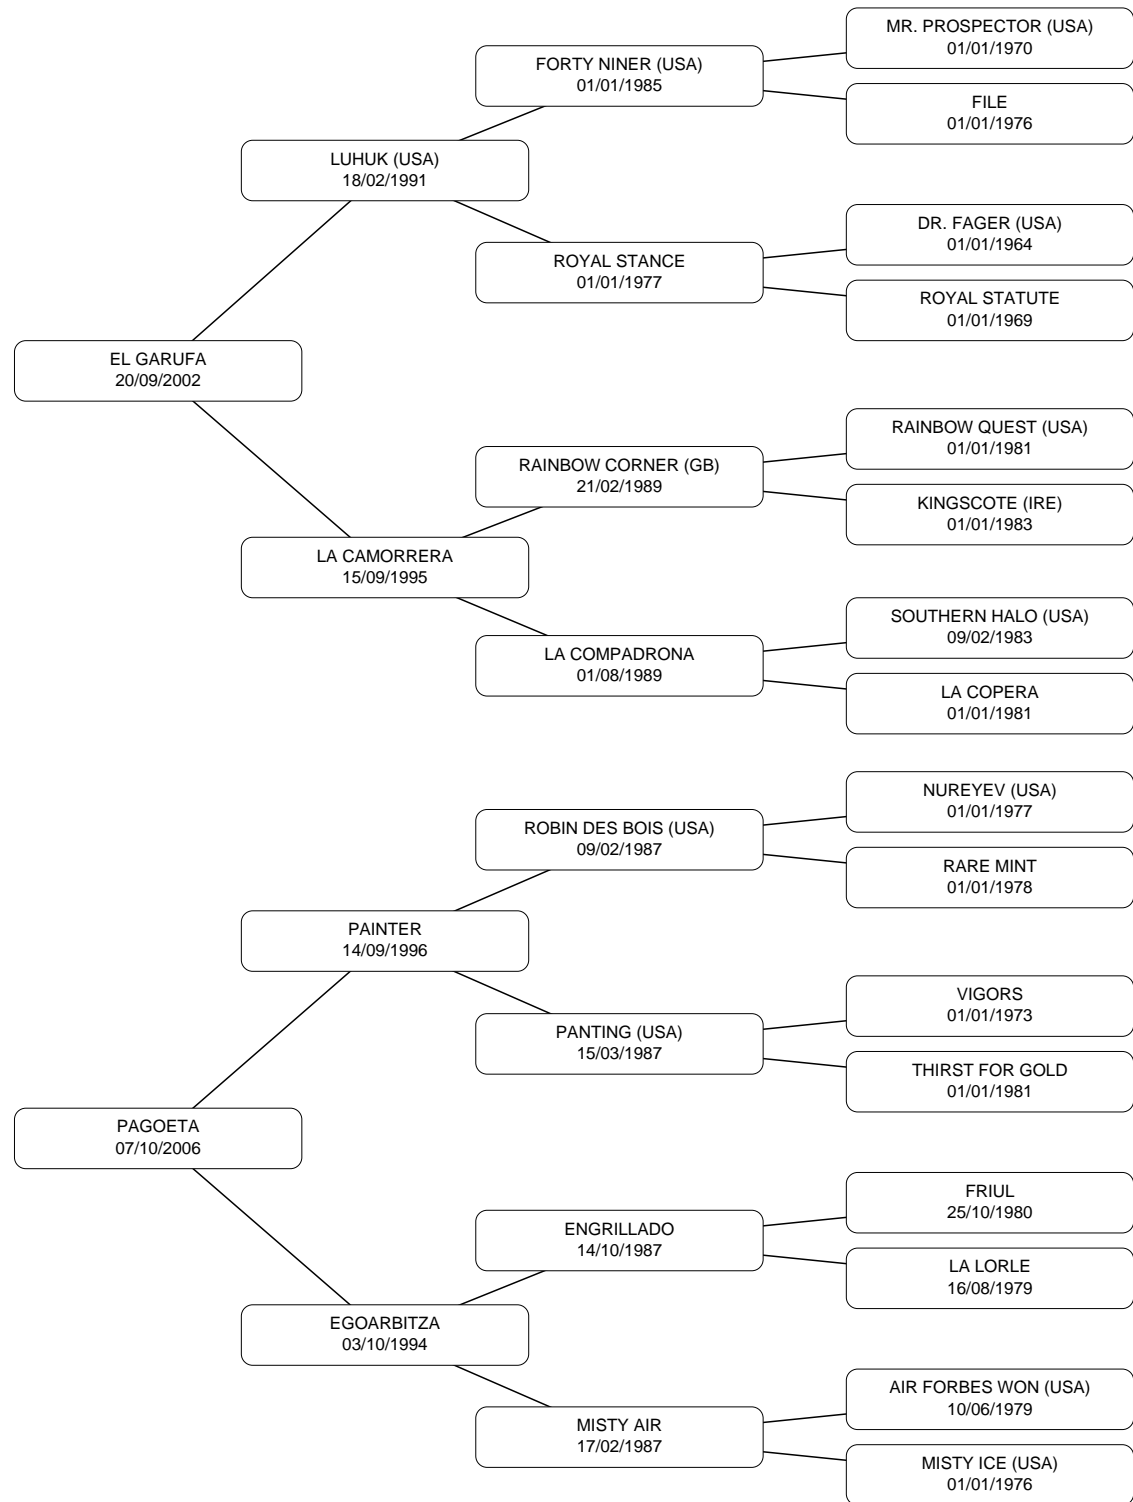 MR. PROSPECTOR (USA)
01/01/1970
FORTY NINER (USA)
01/01/1985
FILE
01/01/1976
LUHUK (USA)
18/02/1991
DR. FAGER (USA)
01/01/1964
ROYAL STANCE
01/01/1977
ROYAL STATUTE
01/01/1969
EL GARUFA
20/09/2002
RAINBOW QUEST (USA)
01/01/1981
RAINBOW CORNER (GB)
21/02/1989
KINGSCOTE (IRE)
01/01/1983
LA CAMORRERA
15/09/1995
SOUTHERN HALO (USA)
09/02/1983
LA COMPADRONA
01/08/1989
LA COPERA
01/01/1981
NUREYEV (USA)
01/01/1977
ROBIN DES BOIS (USA)
09/02/1987
RARE MINT
01/01/1978
PAINTER
14/09/1996
VIGORS
01/01/1973
PANTING (USA)
15/03/1987
THIRST FOR GOLD
01/01/1981
PAGOETA
07/10/2006
FRIUL
25/10/1980
ENGRILLADO
14/10/1987
LA LORLE
16/08/1979
EGOARBITZA
03/10/1994
AIR FORBES WON (USA)
10/06/1979
MISTY AIR
17/02/1987
MISTY ICE (USA)
01/01/1976